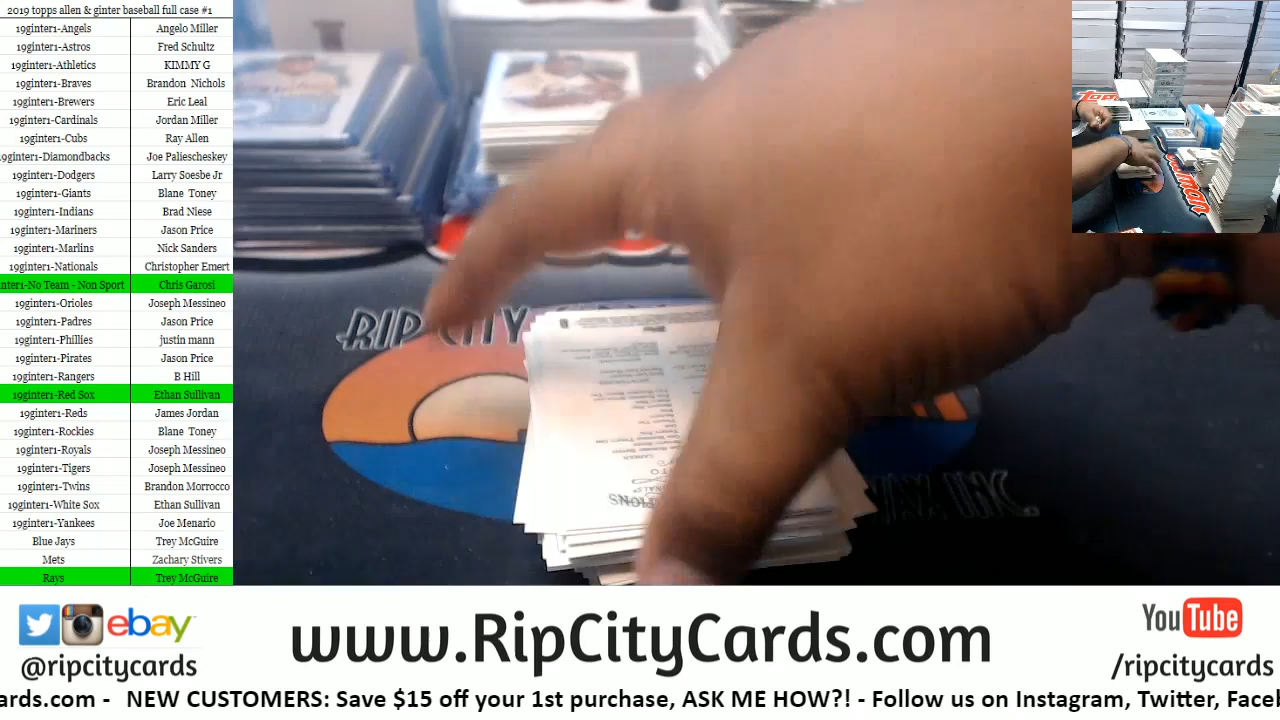 2019 topps allen & ginter baseball full case #1
19ginter1-Angels Angelo Miller
19ginter1-Astros Fred Schultz
19ginter1-Athletics KIMMY G
19ginter1-Braves Brandon Nichols
19ginter1-Brewers Eric Leal
19ginter1-Cardinals Jordan Miller
19ginter1-Cubs Ray Allen
9ginter1-Diamondbacks Joe Paliescheskey
19ginter1-Dodgers Larry Soesbe Jr
19ginter1-Giants Blane Toney
19ginter1-Indians Brad Niese
19ginter1-Mariners Jason Price
19ginter1-Marlins Nick Sanders
19ginter1-Nationals Christopher Emert
nter1-No Team - Non Sport Chris Garosi
19ginter1-Orioles Joseph Messineo
19ginter1-Padres Jason Price
19ginter1-Phillies justin mann
19ginter1-Pirates Jason Price
19ginter1-Rangers B Hill
19ginter1-Red Sox Ethan Sullivan
19ginter1-Reds James Jordan
19ginter1-Rockies Blane Toney
19ginter1-Royals Joseph Messineo
19ginter1-Tigers Joseph Messineo
19ginter1-Twins Brandon Morrocco
19ginter1-White Sox Ethan Sullivan
19ginter1-Yankees Joe Menario
Blue Jays Trey McGuire
Mets Zachary Stivers
Rays Trey McGuire
RIP CITY
ebay
@ripcitycards
www.RipCityCards.com
YouTube
/ripcitycards
ards.com - NEW CUSTOMERS: Save $15 off your 1st purchase, ASK ME HOW?! - Follow us on Instagram, Twitter, Faceb